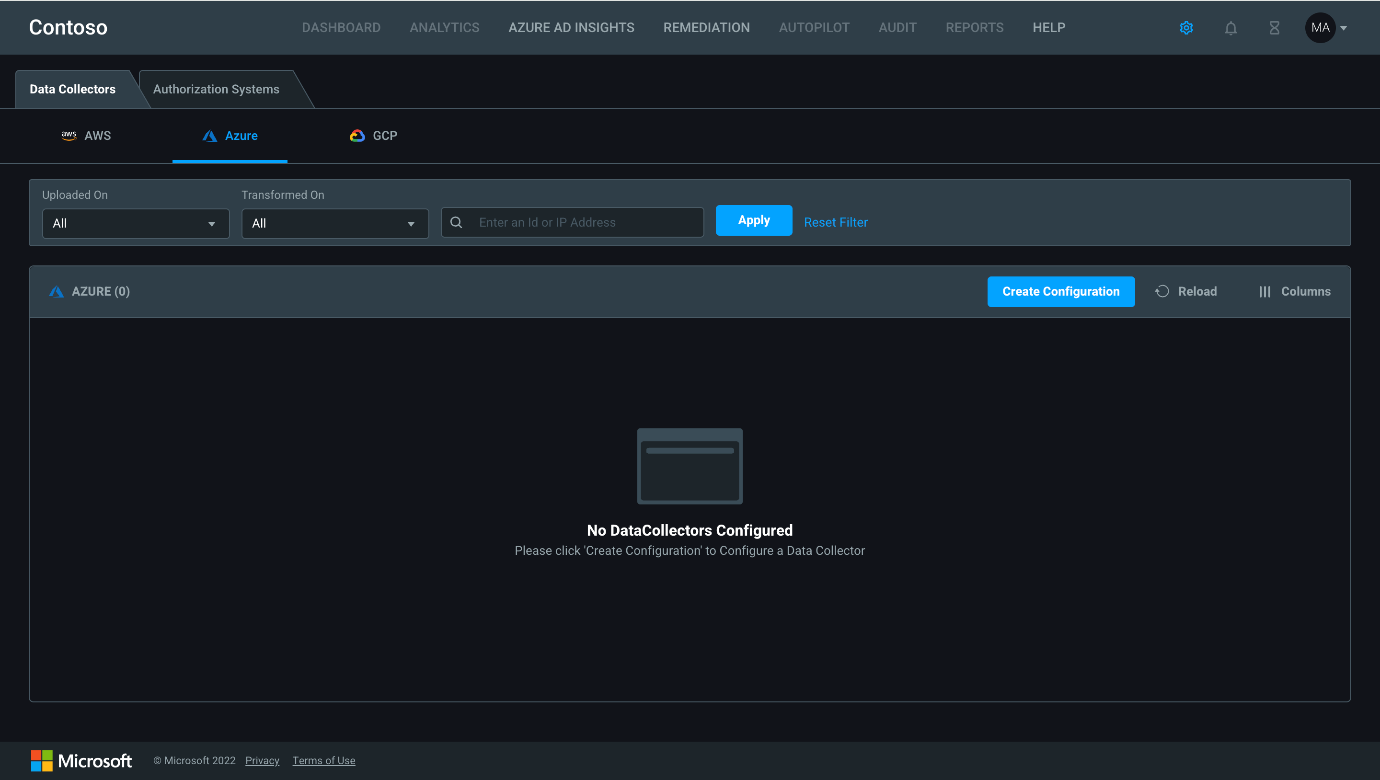 Contoso
DASHBOARD ANALYTICS AZURE AD INSIGHTS REMEDIATION AUTOPILOT AUDIT REPORTS HELP MA
Data Collectors Authorization Systems
aws AWS Azure GCP
Uploaded On Transformed On
All All Enter an Id or IP Address Apply Reset Filter
AZURE (0) Create Configuration Reload Columns
No DataCollectors Configured
Please click 'Create Configuration' to Configure a Data Collector
Microsoft © Microsoft 2022 Privacy Terms of Use